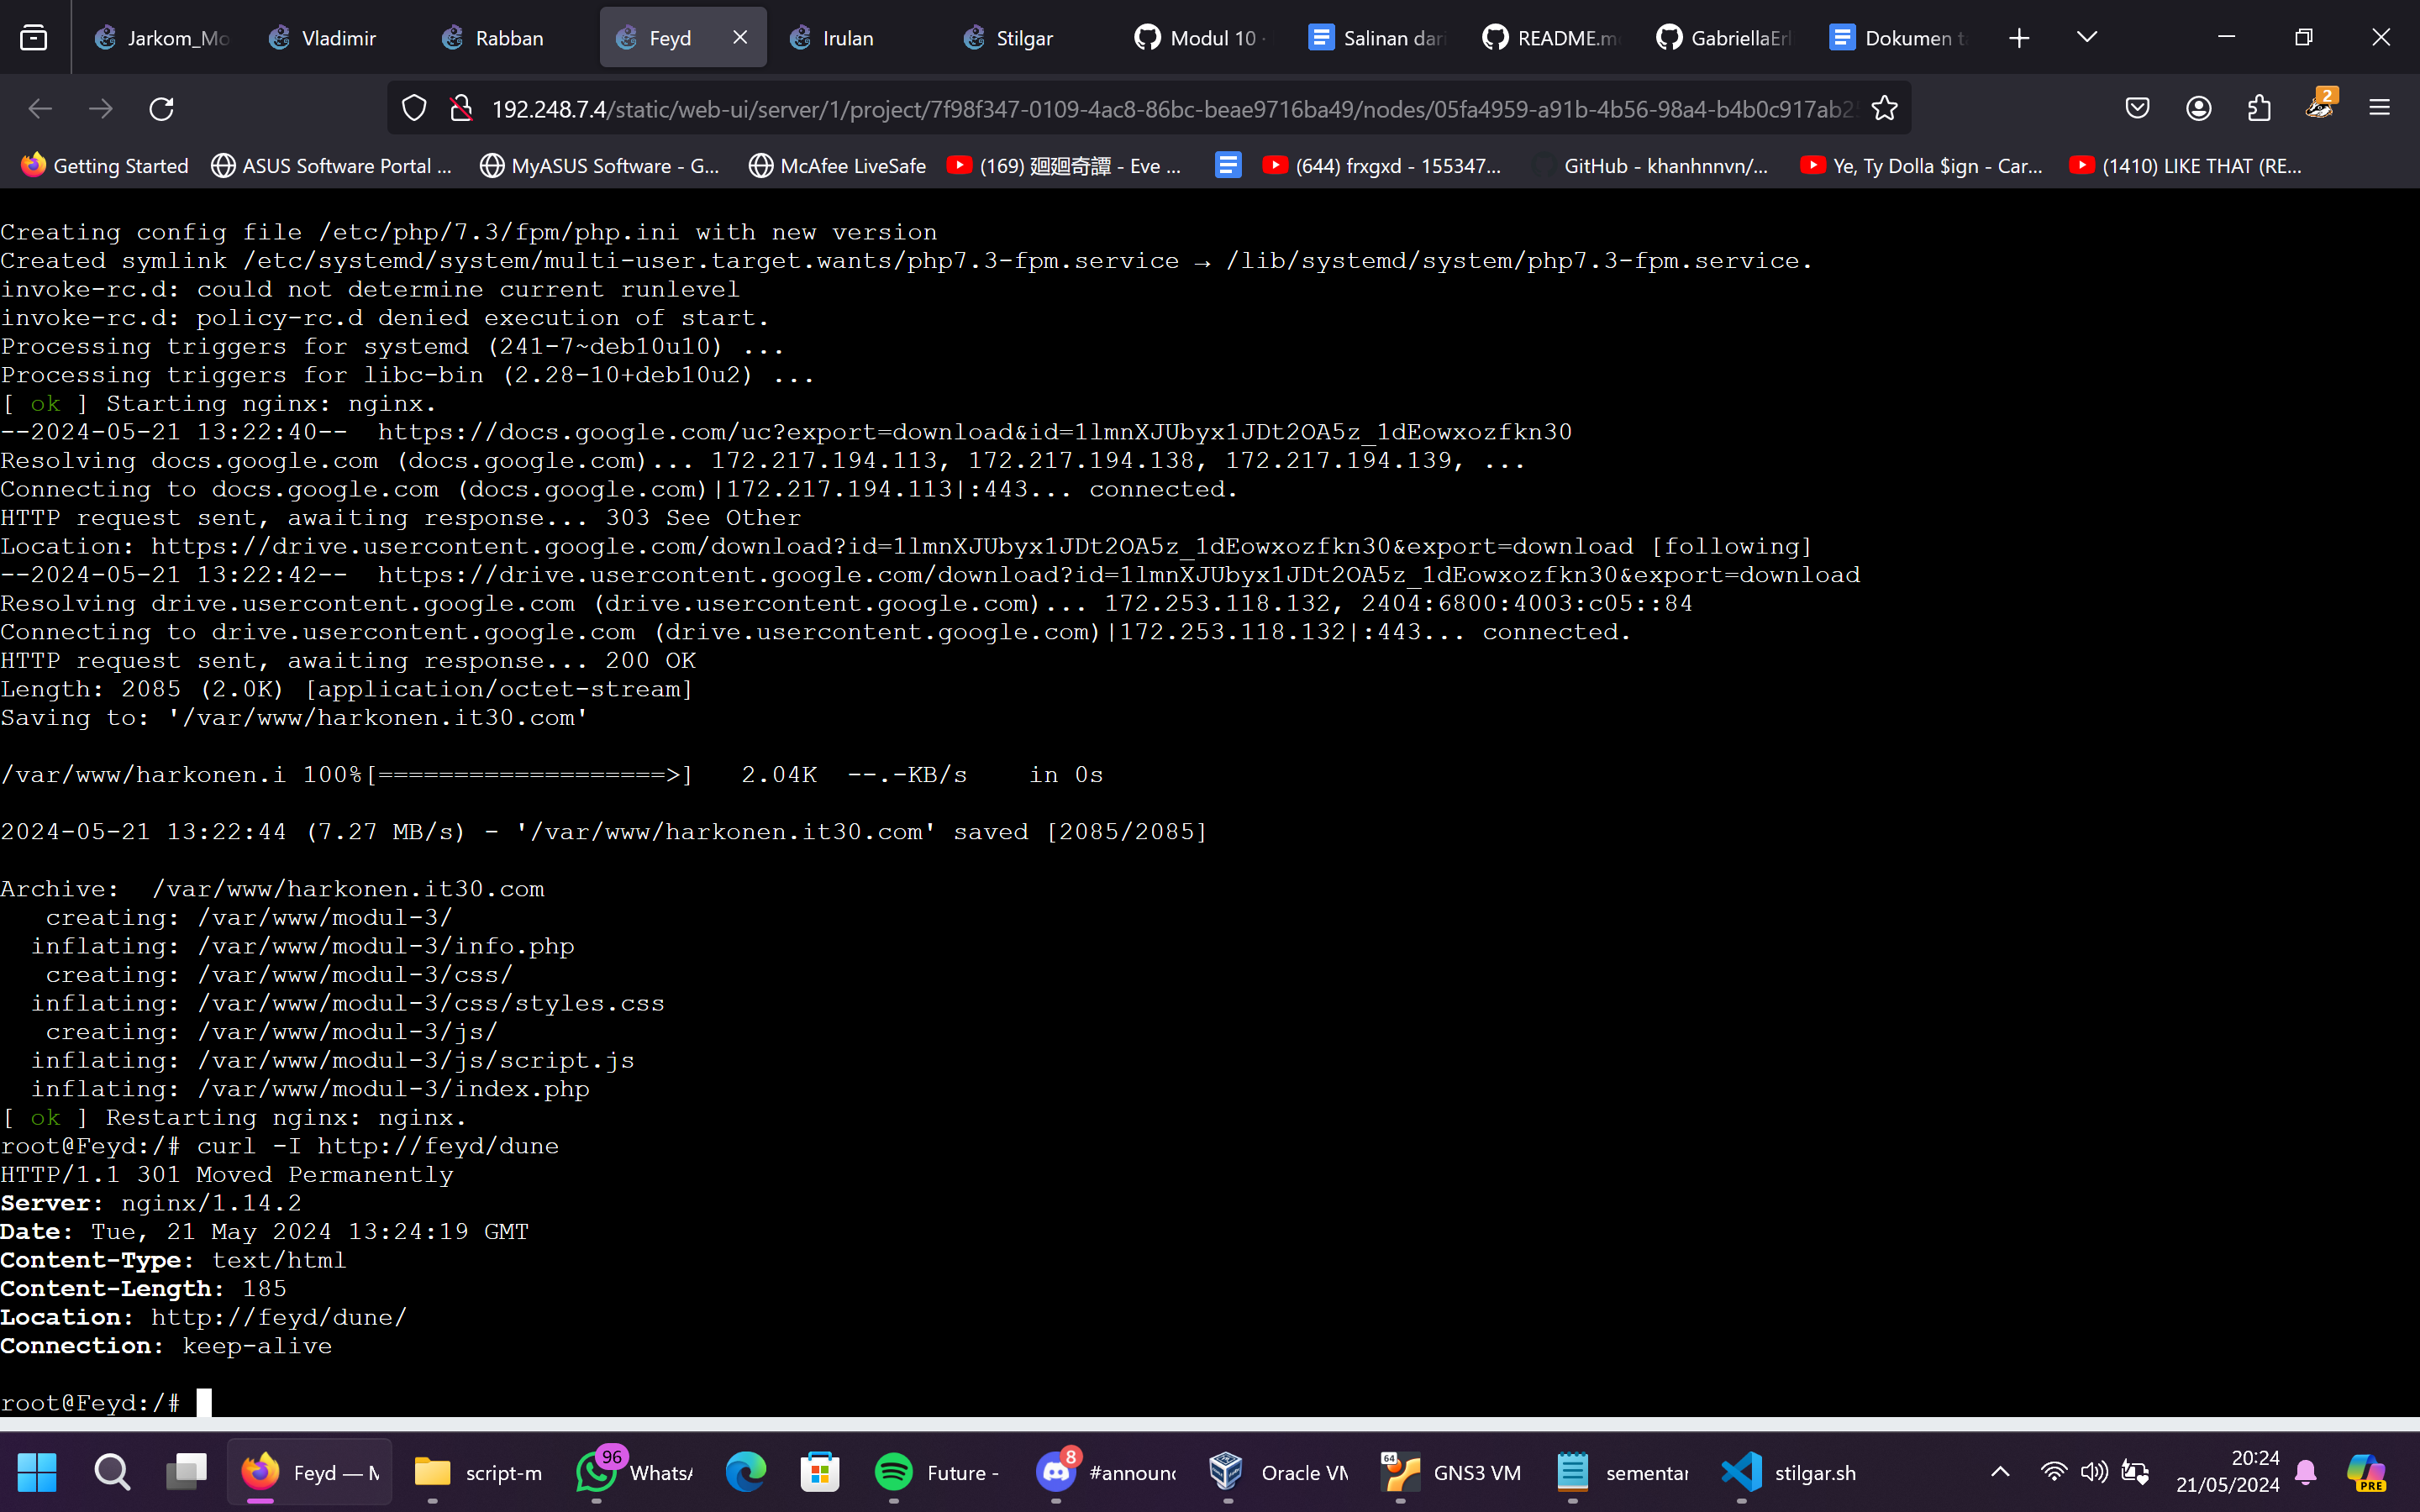 Jarkom_Mo
Vladimir
Rabban
Feyd
Irulan
Stilgar
Modul 10 ·
Salinan dari
README.m
GabriellaErl
Dokumen ta
192.248.7.4/static/web-ui/server/1/project/7f98f347-0109-4ac8-86bc-beae9716ba49/nodes/05fa4959-a91b-4b56-98a4-b4b0c917ab2
2
Getting Started
ASUS Software Portal ...
MyASUS Software - G...
McAfee LiveSafe
(169) 廻廻奇譚 - Eve ...
(644) frxgxd - 155347...
GitHub - khanhnnvn/...
Ye, Ty Dolla $ign - Car...
(1410) LIKE THAT (RE...
Creating config file /etc/php/7.3/fpm/php.ini with new version
Created symlink /etc/systemd/system/multi-user.target.wants/php7.3-fpm.service → /lib/systemd/system/php7.3-fpm.service.
invoke-rc.d: could not determine current runlevel
invoke-rc.d: policy-rc.d denied execution of start.
Processing triggers for systemd (241-7~deb10u10) ...
Processing triggers for libc-bin (2.28-10+deb10u2) ...
[ ok ] Starting nginx: nginx.
--2024-05-21 13:22:40--  https://docs.google.com/uc?export=download&id=1lmnXJUbyx1JDt2OA5z_1dEowxozfkn30
Resolving docs.google.com (docs.google.com)... 172.217.194.113, 172.217.194.138, 172.217.194.139, ...
Connecting to docs.google.com (docs.google.com)|172.217.194.113|:443... connected.
HTTP request sent, awaiting response... 303 See Other
Location: https://drive.usercontent.google.com/download?id=1lmnXJUbyx1JDt2OA5z_1dEowxozfkn30&export=download [following]
--2024-05-21 13:22:42--  https://drive.usercontent.google.com/download?id=1lmnXJUbyx1JDt2OA5z_1dEowxozfkn30&export=download
Resolving drive.usercontent.google.com (drive.usercontent.google.com)... 172.253.118.132, 2404:6800:4003:c05::84
Connecting to drive.usercontent.google.com (drive.usercontent.google.com)|172.253.118.132|:443... connected.
HTTP request sent, awaiting response... 200 OK
Length: 2085 (2.0K) [application/octet-stream]
Saving to: '/var/www/harkonen.it30.com'
/var/www/harkonen.i 100%[===================>]   2.04K  --.-KB/s    in 0s
2024-05-21 13:22:44 (7.27 MB/s) - '/var/www/harkonen.it30.com' saved [2085/2085]
Archive:  /var/www/harkonen.it30.com
creating: /var/www/modul-3/
inflating: /var/www/modul-3/info.php
creating: /var/www/modul-3/css/
inflating: /var/www/modul-3/css/styles.css
creating: /var/www/modul-3/js/
inflating: /var/www/modul-3/js/script.js
inflating: /var/www/modul-3/index.php
[ ok ] Restarting nginx: nginx.
root@Feyd:/# curl -I http://feyd/dune
HTTP/1.1 301 Moved Permanently
Server: nginx/1.14.2
Date: Tue, 21 May 2024 13:24:19 GMT
Content-Type: text/html
Content-Length: 185
Location: http://feyd/dune/
Connection: keep-alive
root@Feyd:/#
Feyd — M
script-m
96
WhatsA
Future -
8
#announc
Oracle VM
64
GNS3 VM
sementar
stilgar.sh
20:24
21/05/2024
PRE